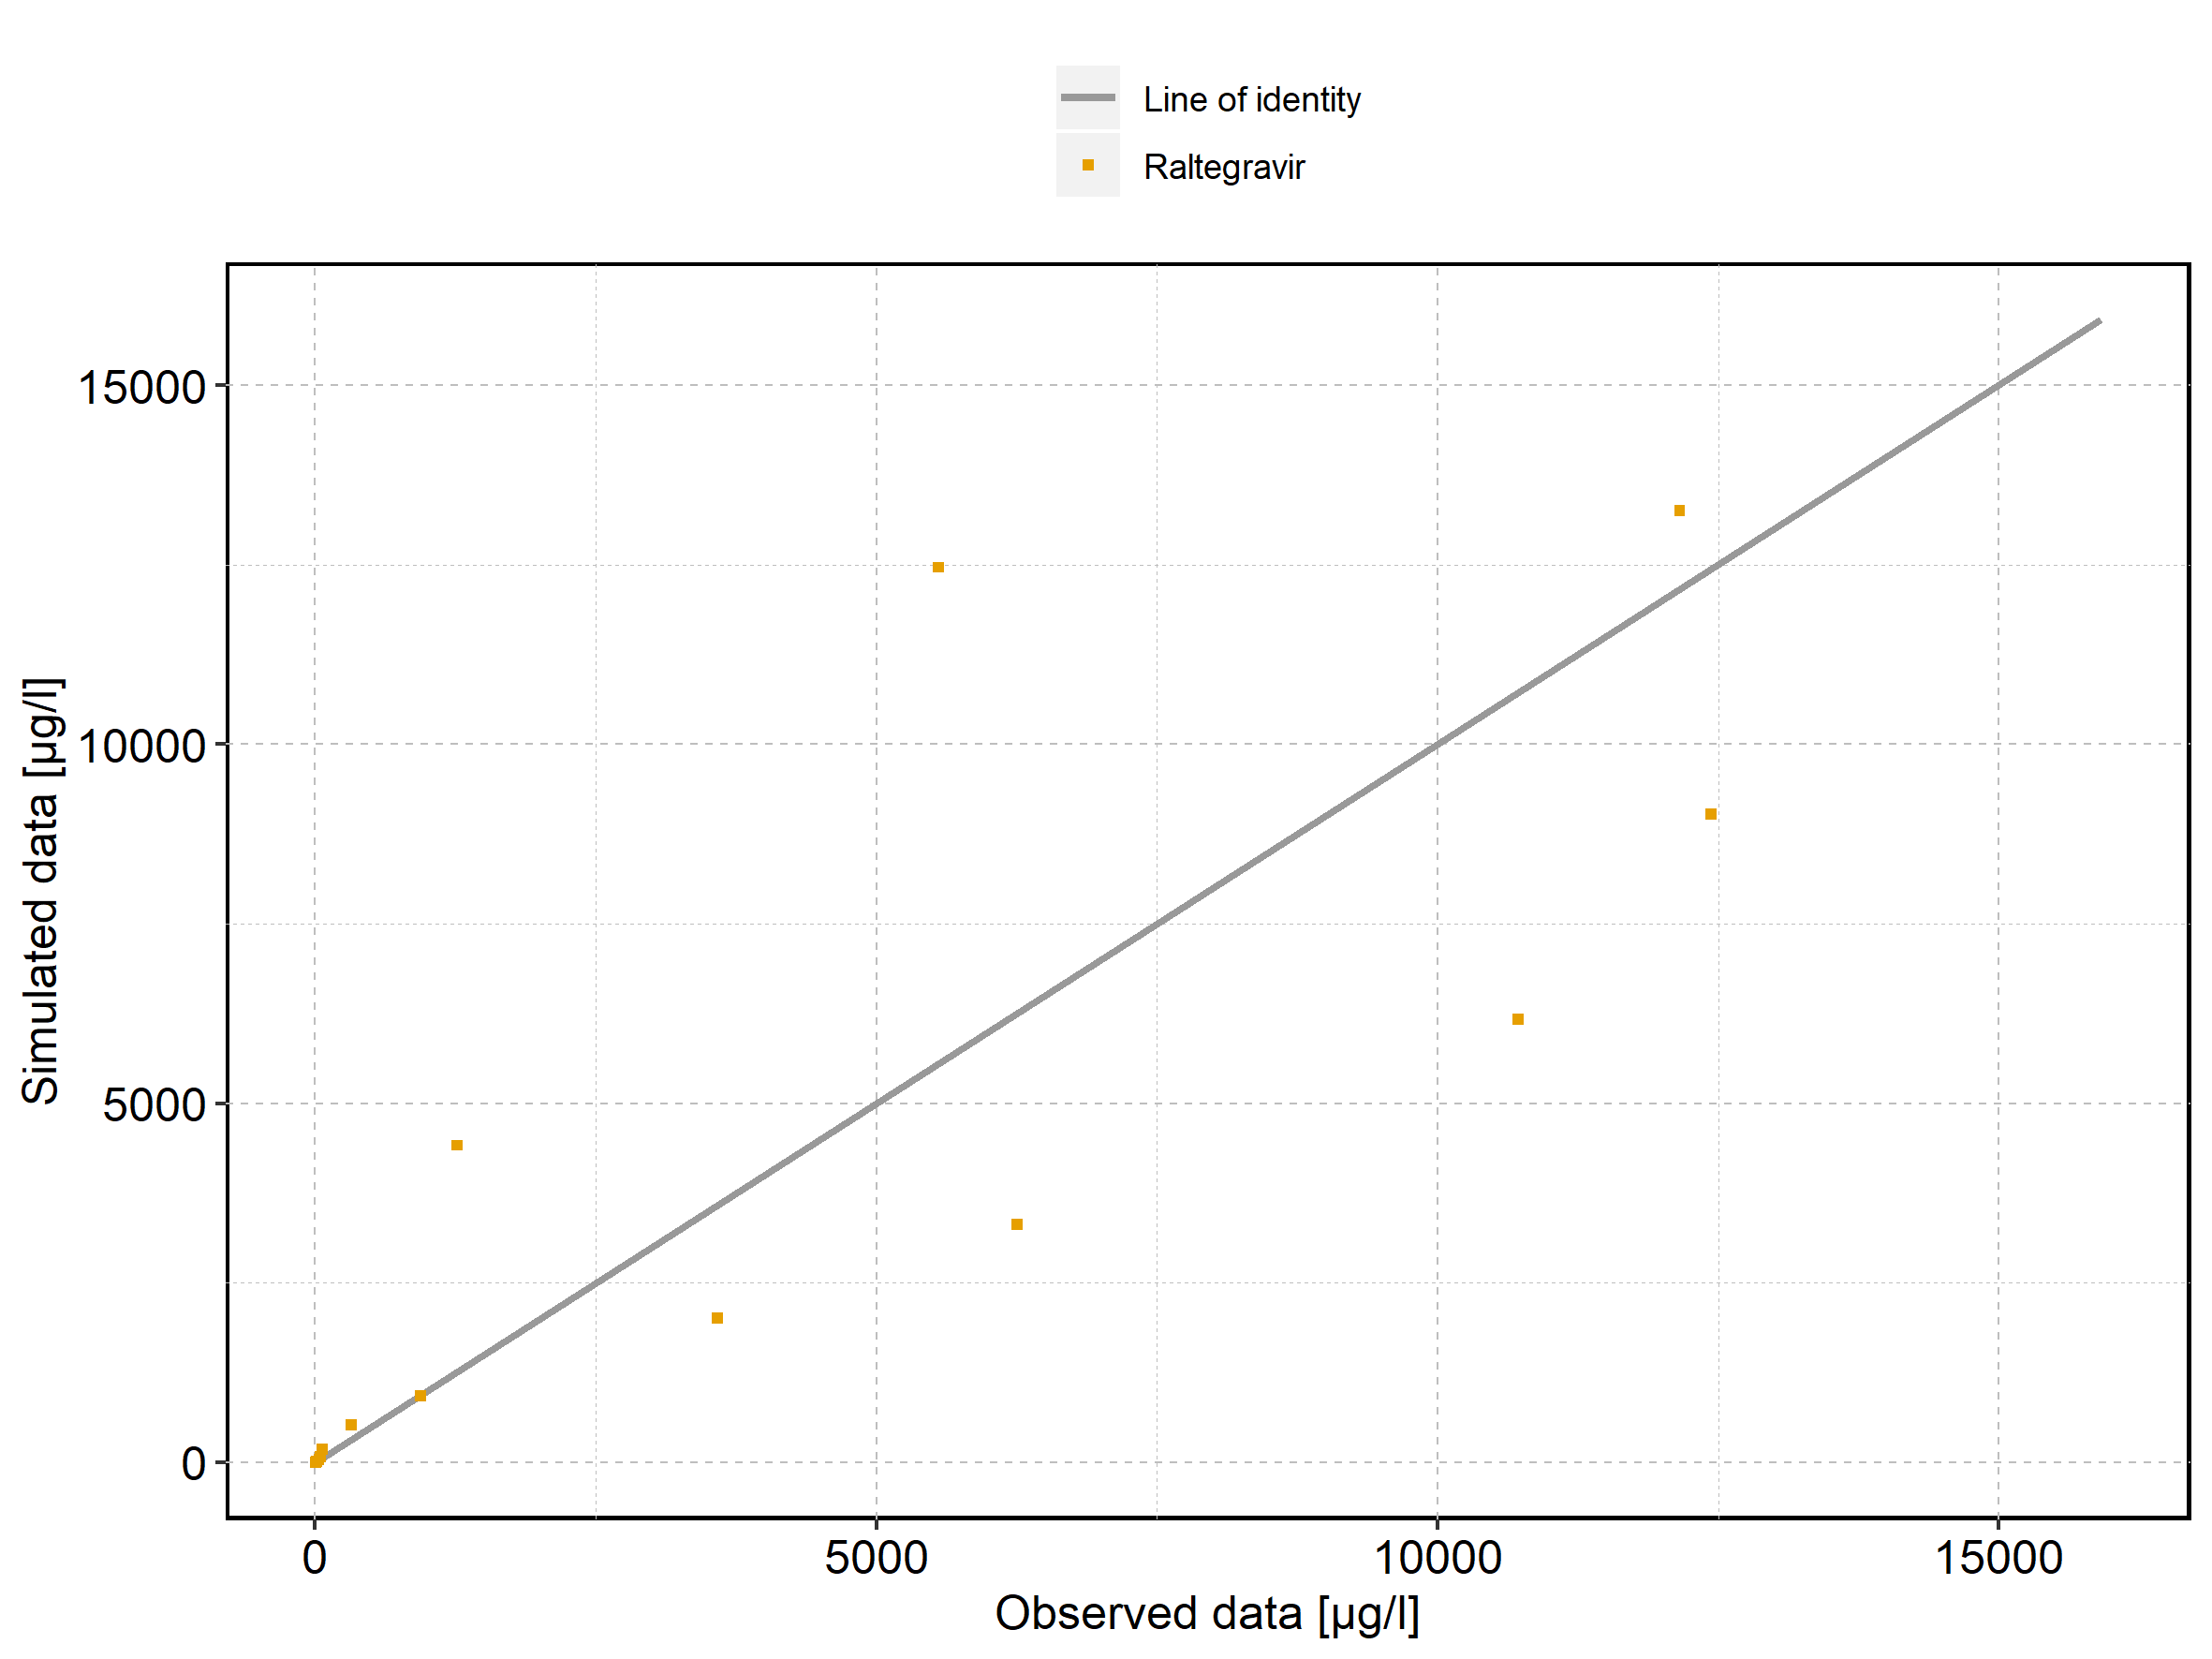 Line of identity
Raltegravir
15000
10000
5000
0
Simulated data [µg/l]
0 5000 10000 15000
Observed data [µg/l]